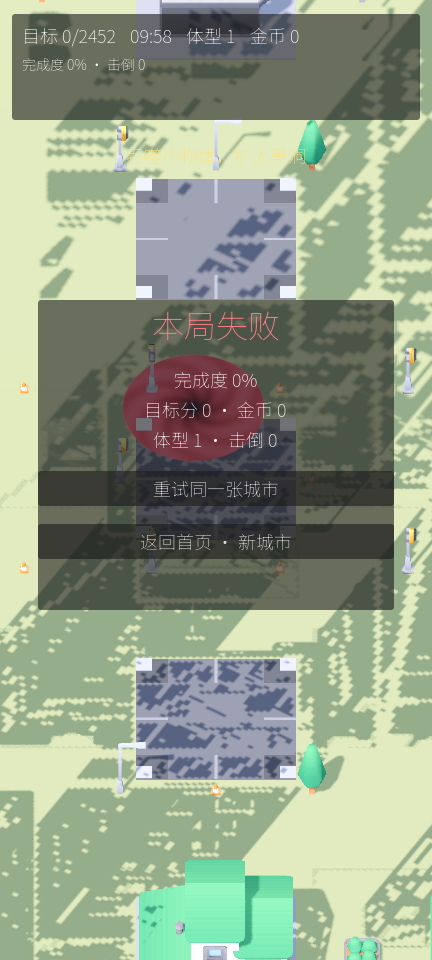 目标 0/2452 09:58 体型 1 金币 0
完成度 0% · 击倒 0
本局失败
完成度 0%
目标分 0 · 金币 0
体型 1 · 击倒 0
重试同一张城市
返回首页 · 新城市